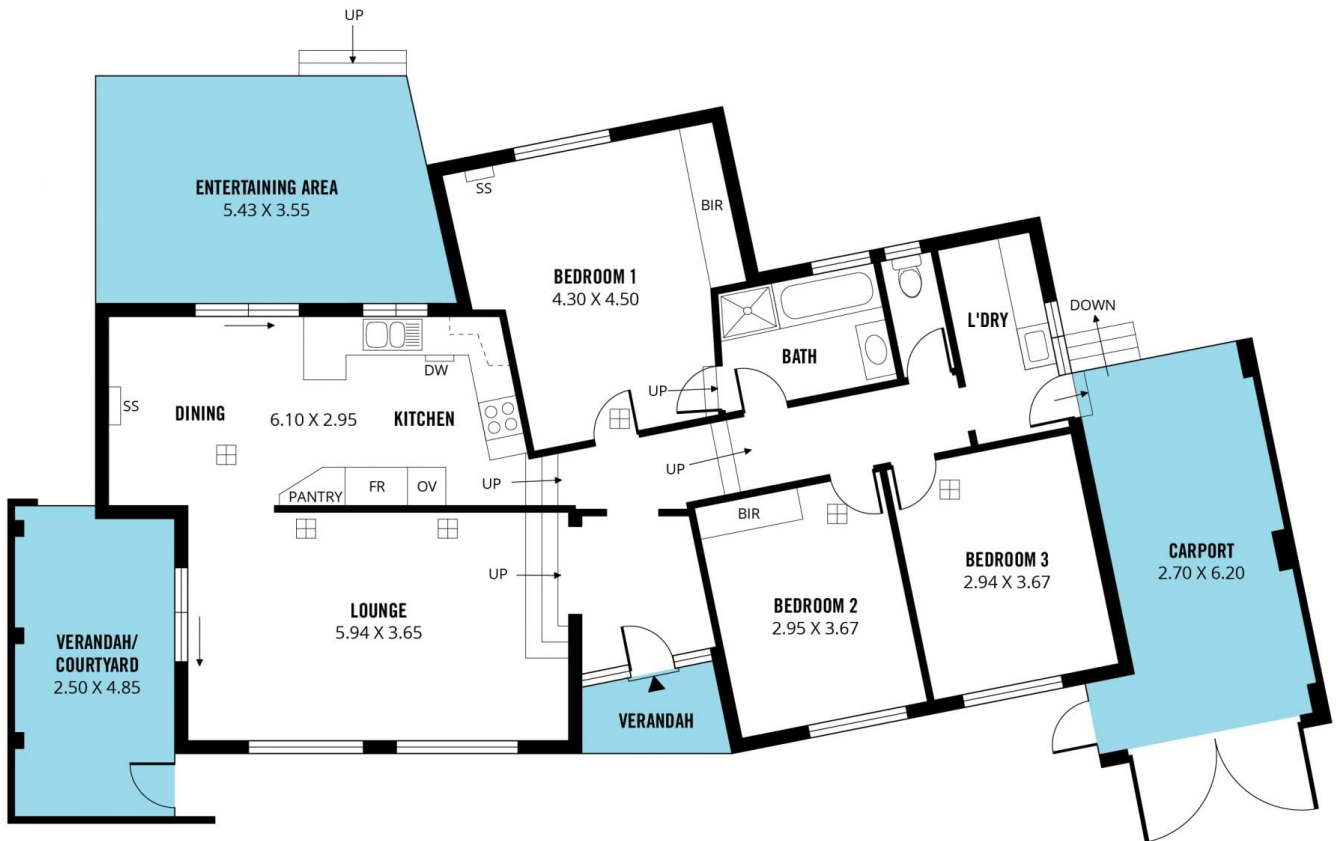 UP
ENTERTAINING AREA
5.43 X 3.55
SS
BIR
BEDROOM 1
4.30 X 4.50
DOWN
L'DRY
BATH
UP
DW
SS
DINING
6.10 X 2.95
KITCHEN
UP
UP
PANTRY
FR
OV
BIR
UP
LOUNGE
5.94 X 3.65
BEDROOM 2
2.95 X 3.67
BEDROOM 3
2.94 X 3.67
CARPORT
2.70 X 6.20
VERANDAH/
COURTYARD
2.50 X 4.85
VERANDAH